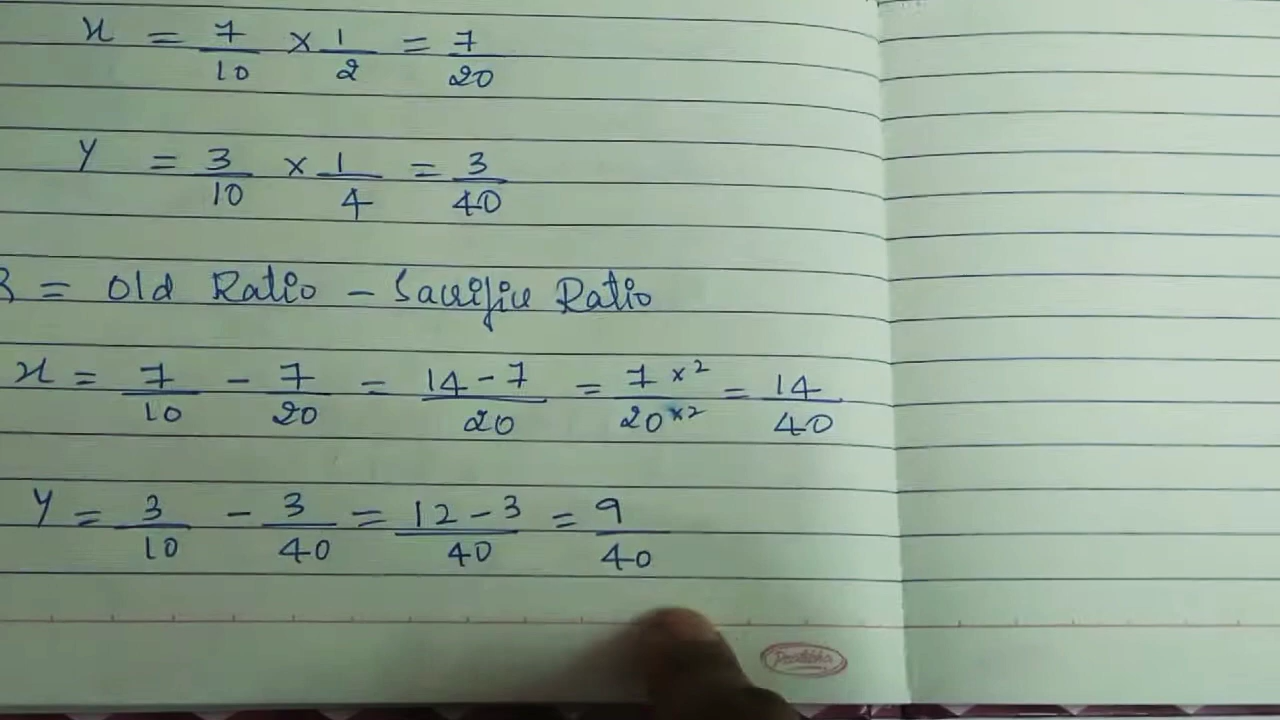 x = 7/10 × 1/2 = 7/20
Y = 3/10 × 1/4 = 3/40
= Old Ratio - Sacrifice Ratio
x = 7/10 - 7/20 = 14 - 7/20 = 7 ×2/20 ×2 = 14/40
Y = 3/10 - 3/40 = 12 - 3/40 = 9/40